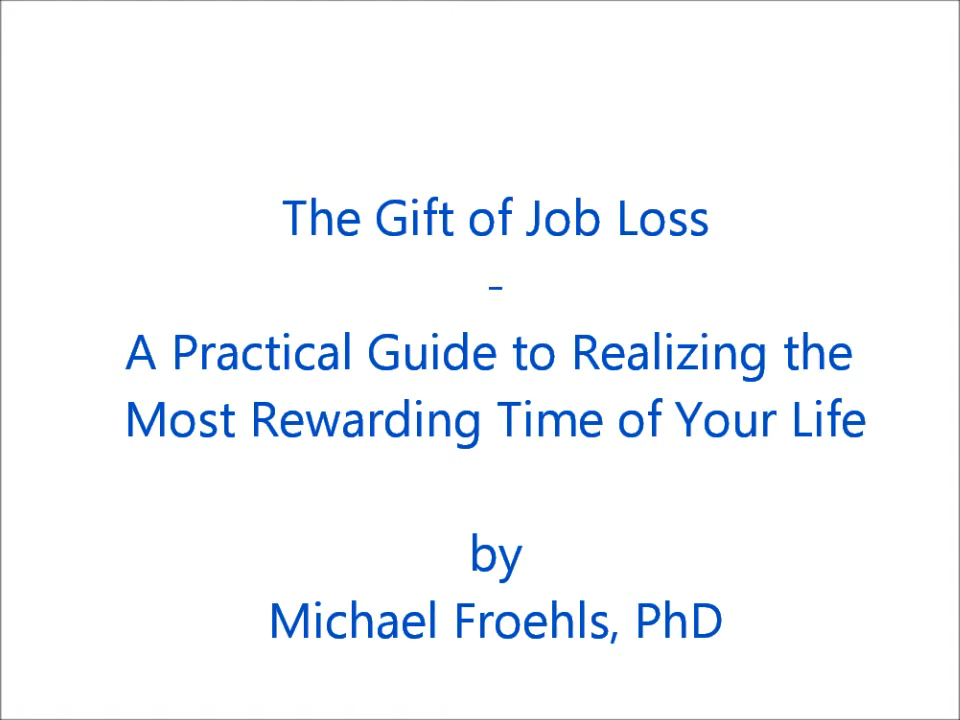 The Gift of Job Loss
-
A Practical Guide to Realizing the
Most Rewarding Time of Your Life
by
Michael Froehls, PhD